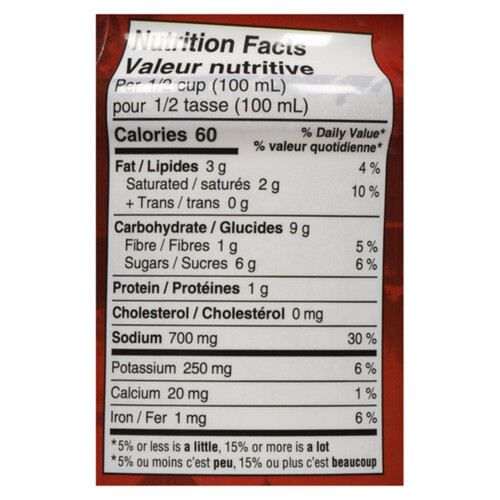 Nutrition Facts
Valeur nutritive
Per 1/2 cup (100 mL)
pour 1/2 tasse (100 mL)
Calories 60
% Daily Value*
% valeur quotidienne*
Fat / Lipides 3 g 4 %
Saturated / saturés 2 g
+ Trans / trans 0 g 10 %
Carbohydrate / Glucides 9 g
Fibre / Fibres 1 g 5 %
Sugars / Sucres 6 g 6 %
Protein / Protéines 1 g
Cholesterol / Cholestérol 0 mg
Sodium 700 mg 30 %
Potassium 250 mg 6 %
Calcium 20 mg 1 %
Iron / Fer 1 mg 6 %
*5% or less is a little, 15% or more is a lot
*5% ou moins c'est peu, 15% ou plus c'est beaucoup